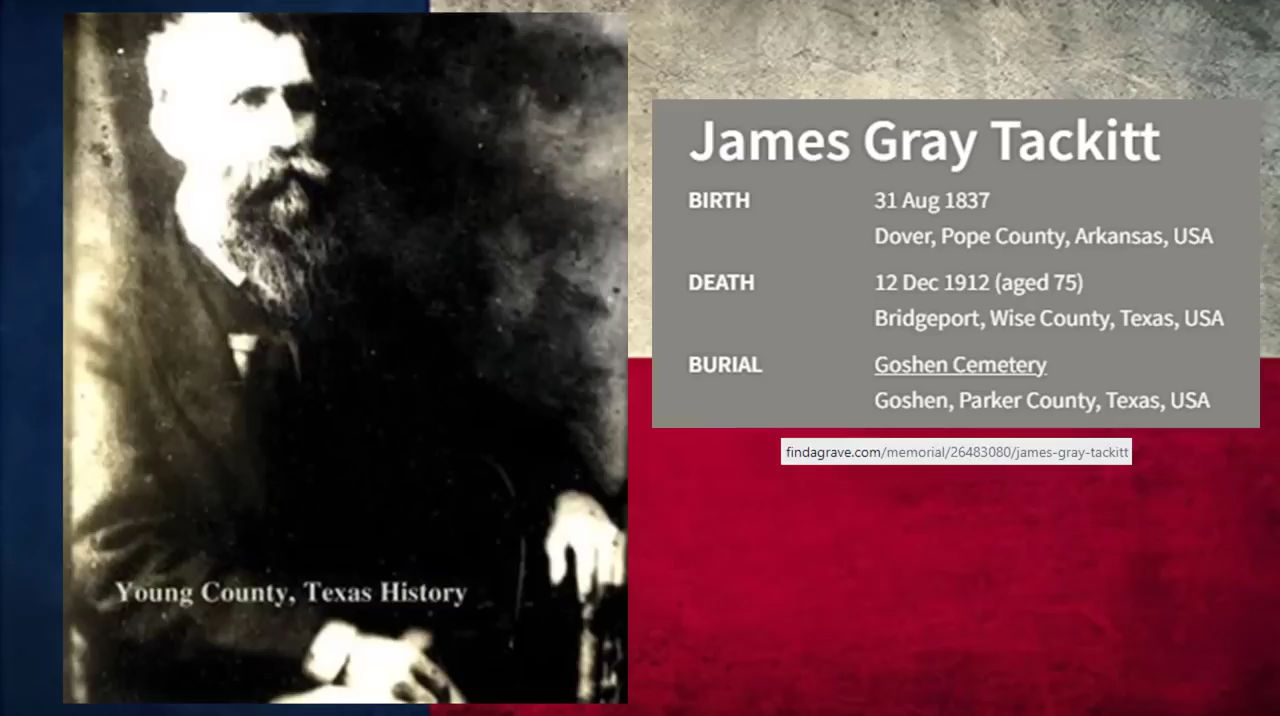 James Gray Tackitt
BIRTH 31 Aug 1837
Dover, Pope County, Arkansas, USA
DEATH 12 Dec 1912 (aged 75)
Bridgeport, Wise County, Texas, USA
BURIAL Goshen Cemetery
Goshen, Parker County, Texas, USA
findagrave.com/memorial/26483080/james-gray-tackitt
Young County, Texas History